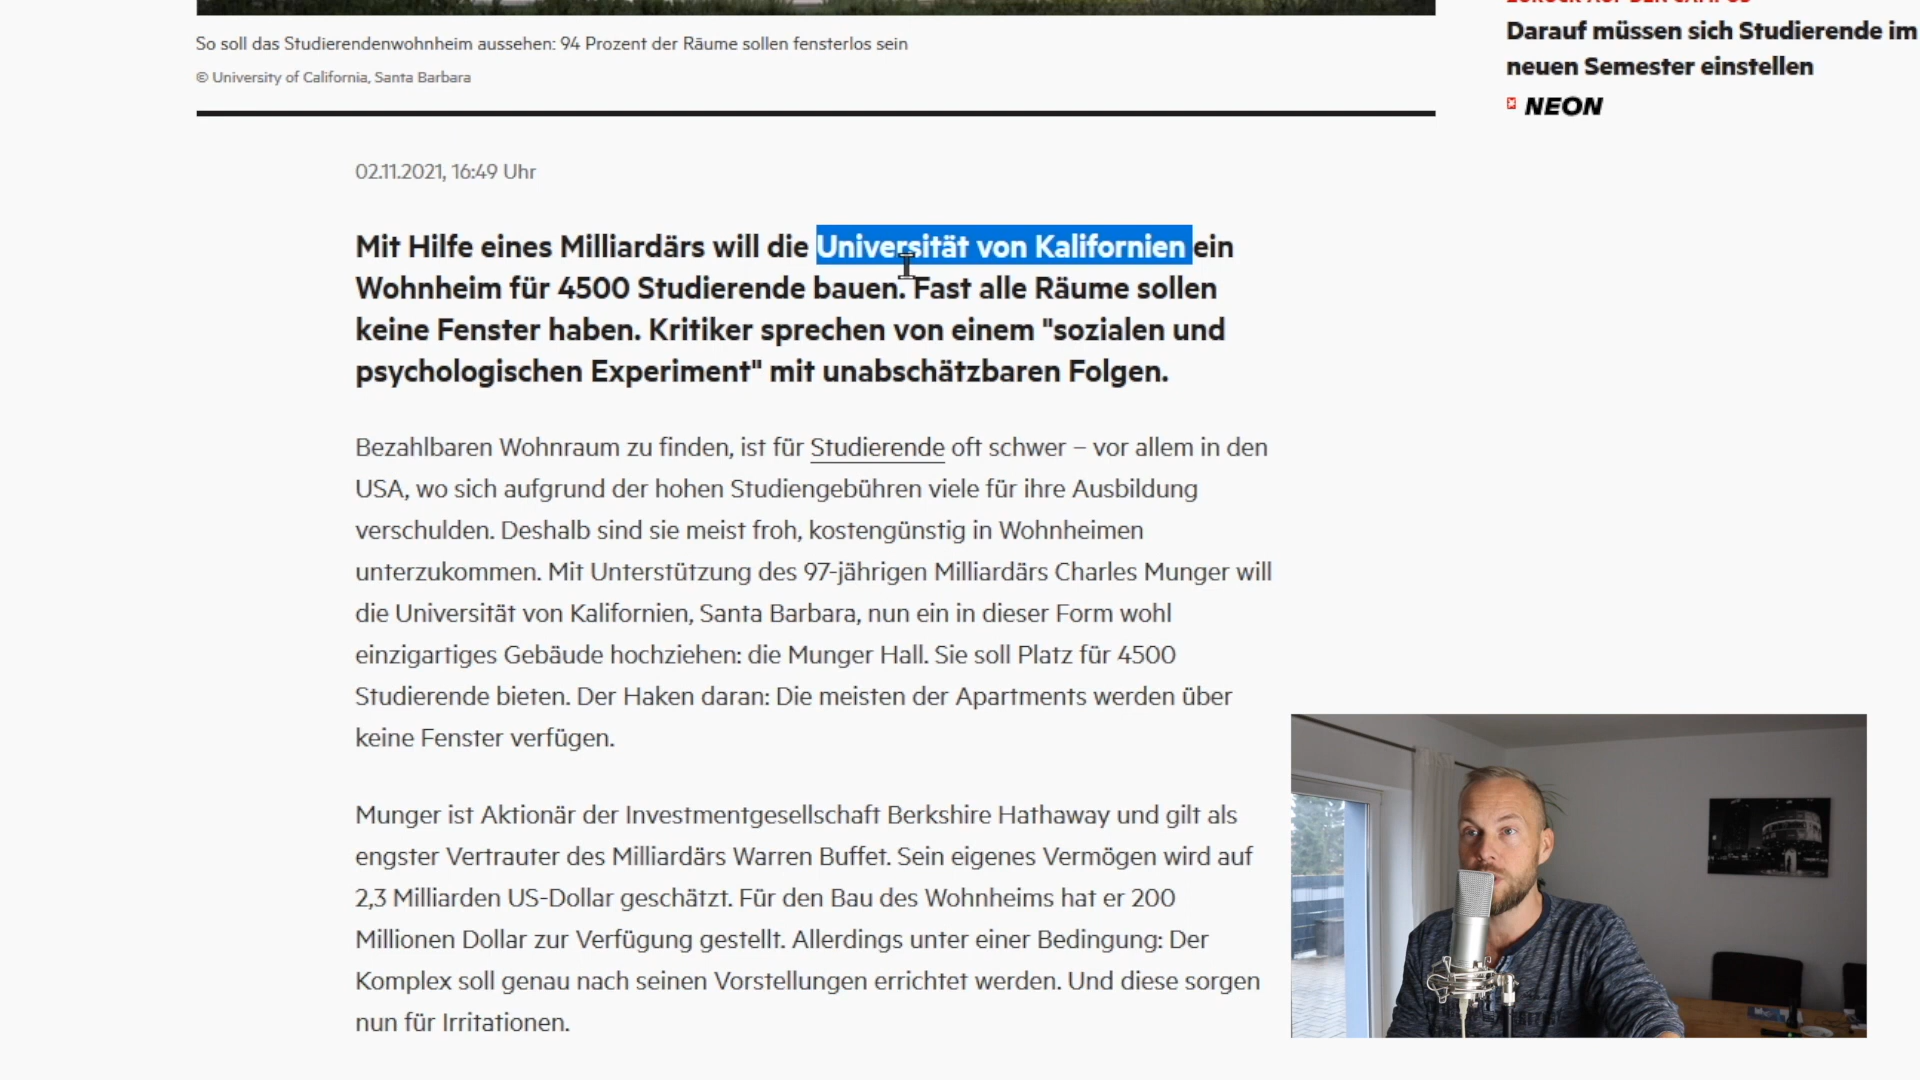 So soll das Studierendenwohnheim aussehen: 94 Prozent der Räume sollen fensterlos sein
© University of California, Santa Barbara
02.11.2021, 16:49 Uhr
Mit Hilfe eines Milliardärs will die Universität von Kalifornien ein
Wohnheim für 4500 Studierende bauen. Fast alle Räume sollen
keine Fenster haben. Kritiker sprechen von einem "sozialen und
psychologischen Experiment" mit unabschätzbaren Folgen.
Bezahlbaren Wohnraum zu finden, ist für Studierende oft schwer – vor allem in den
USA, wo sich aufgrund der hohen Studiengebühren viele für ihre Ausbildung
verschulden. Deshalb sind sie meist froh, kostengünstig in Wohnheimen
unterzukommen. Mit Unterstützung des 97-jährigen Milliardärs Charles Munger will
die Universität von Kalifornien, Santa Barbara, nun ein in dieser Form wohl
einzigartiges Gebäude hochziehen: die Munger Hall. Sie soll Platz für 4500
Studierende bieten. Der Haken daran: Die meisten der Apartments werden über
keine Fenster verfügen.
Munger ist Aktionär der Investmentgesellschaft Berkshire Hathaway und gilt als
engster Vertrauter des Milliardärs Warren Buffet. Sein eigenes Vermögen wird auf
2,3 Milliarden US-Dollar geschätzt. Für den Bau des Wohnheims hat er 200
Millionen Dollar zur Verfügung gestellt. Allerdings unter einer Bedingung: Der
Komplex soll genau nach seinen Vorstellungen errichtet werden. Und diese sorgen
nun für Irritationen.
ZURÜCK AUF DEN CAMPUS
Darauf müssen sich Studierende im
neuen Semester einstellen
NEON